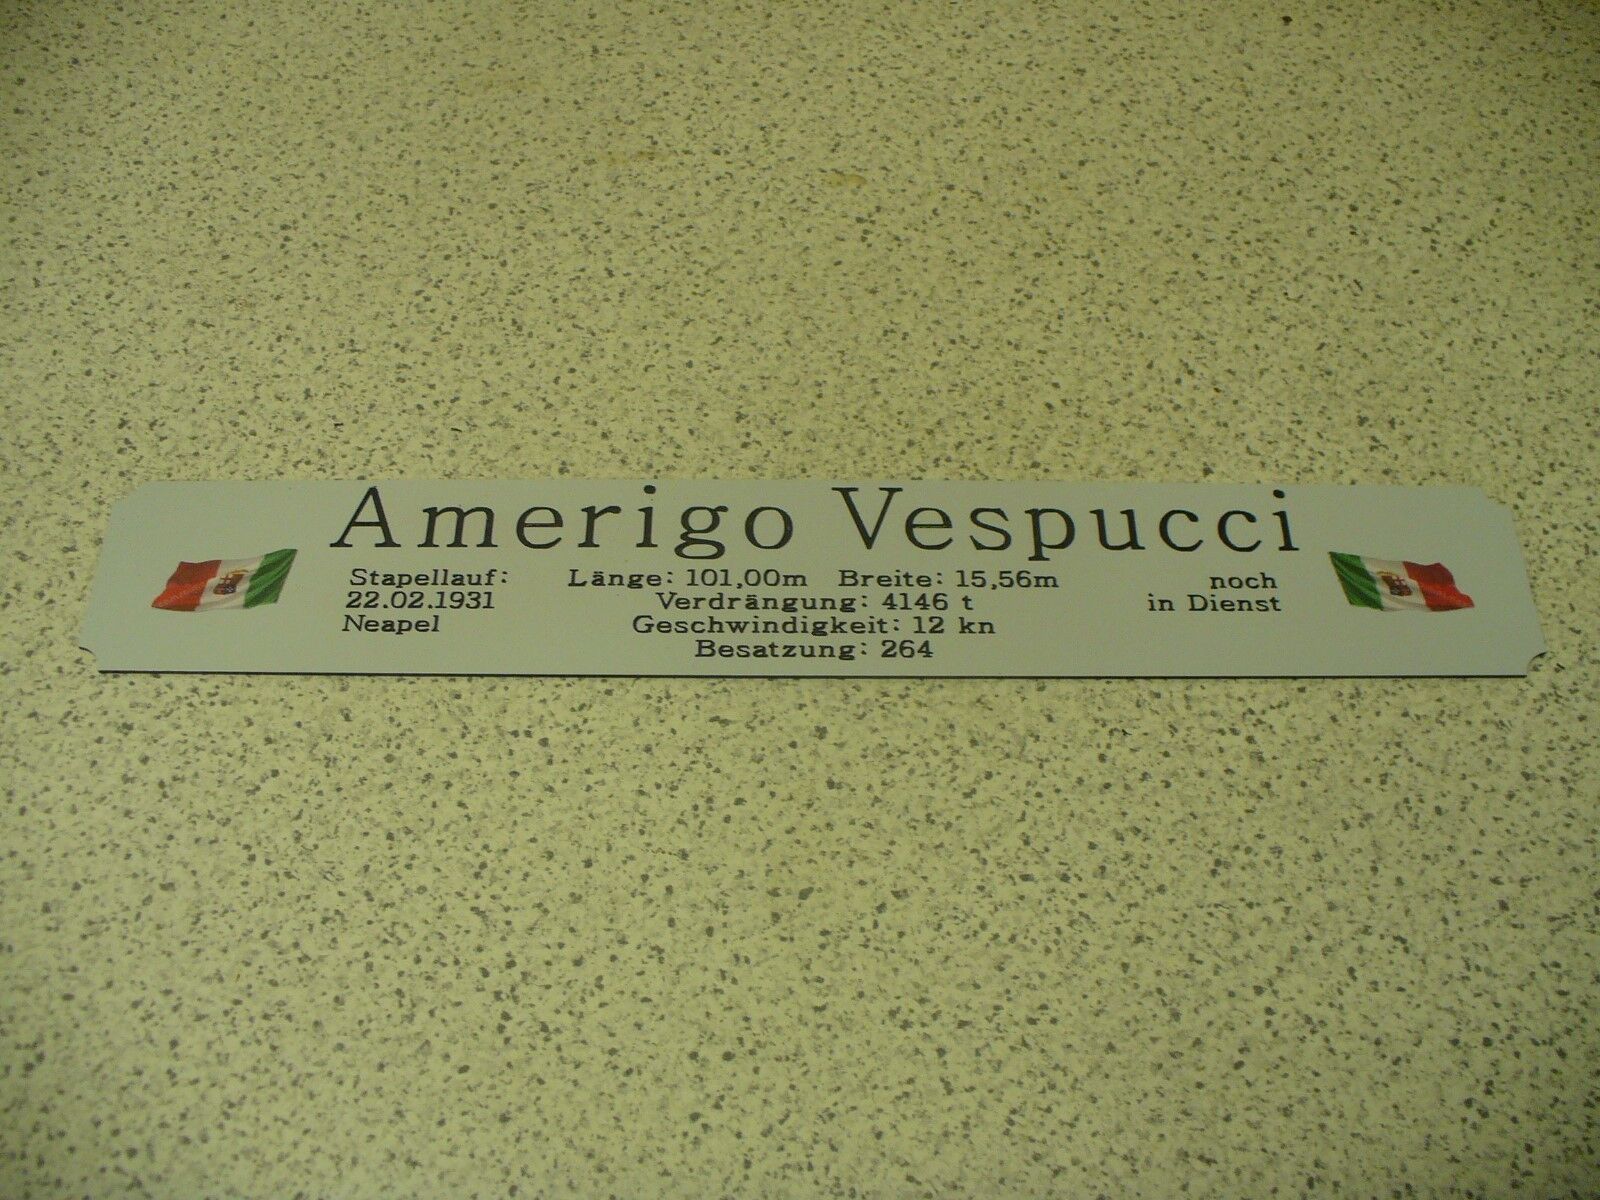 Amerigo Vespucci
Stapellauf:
22.02.1931
Neapel
Länge: 101,00m Breite: 15,56m
Verdrängung: 4146 t
Geschwindigkeit: 12 kn
Besatzung: 264
noch
in Dienst